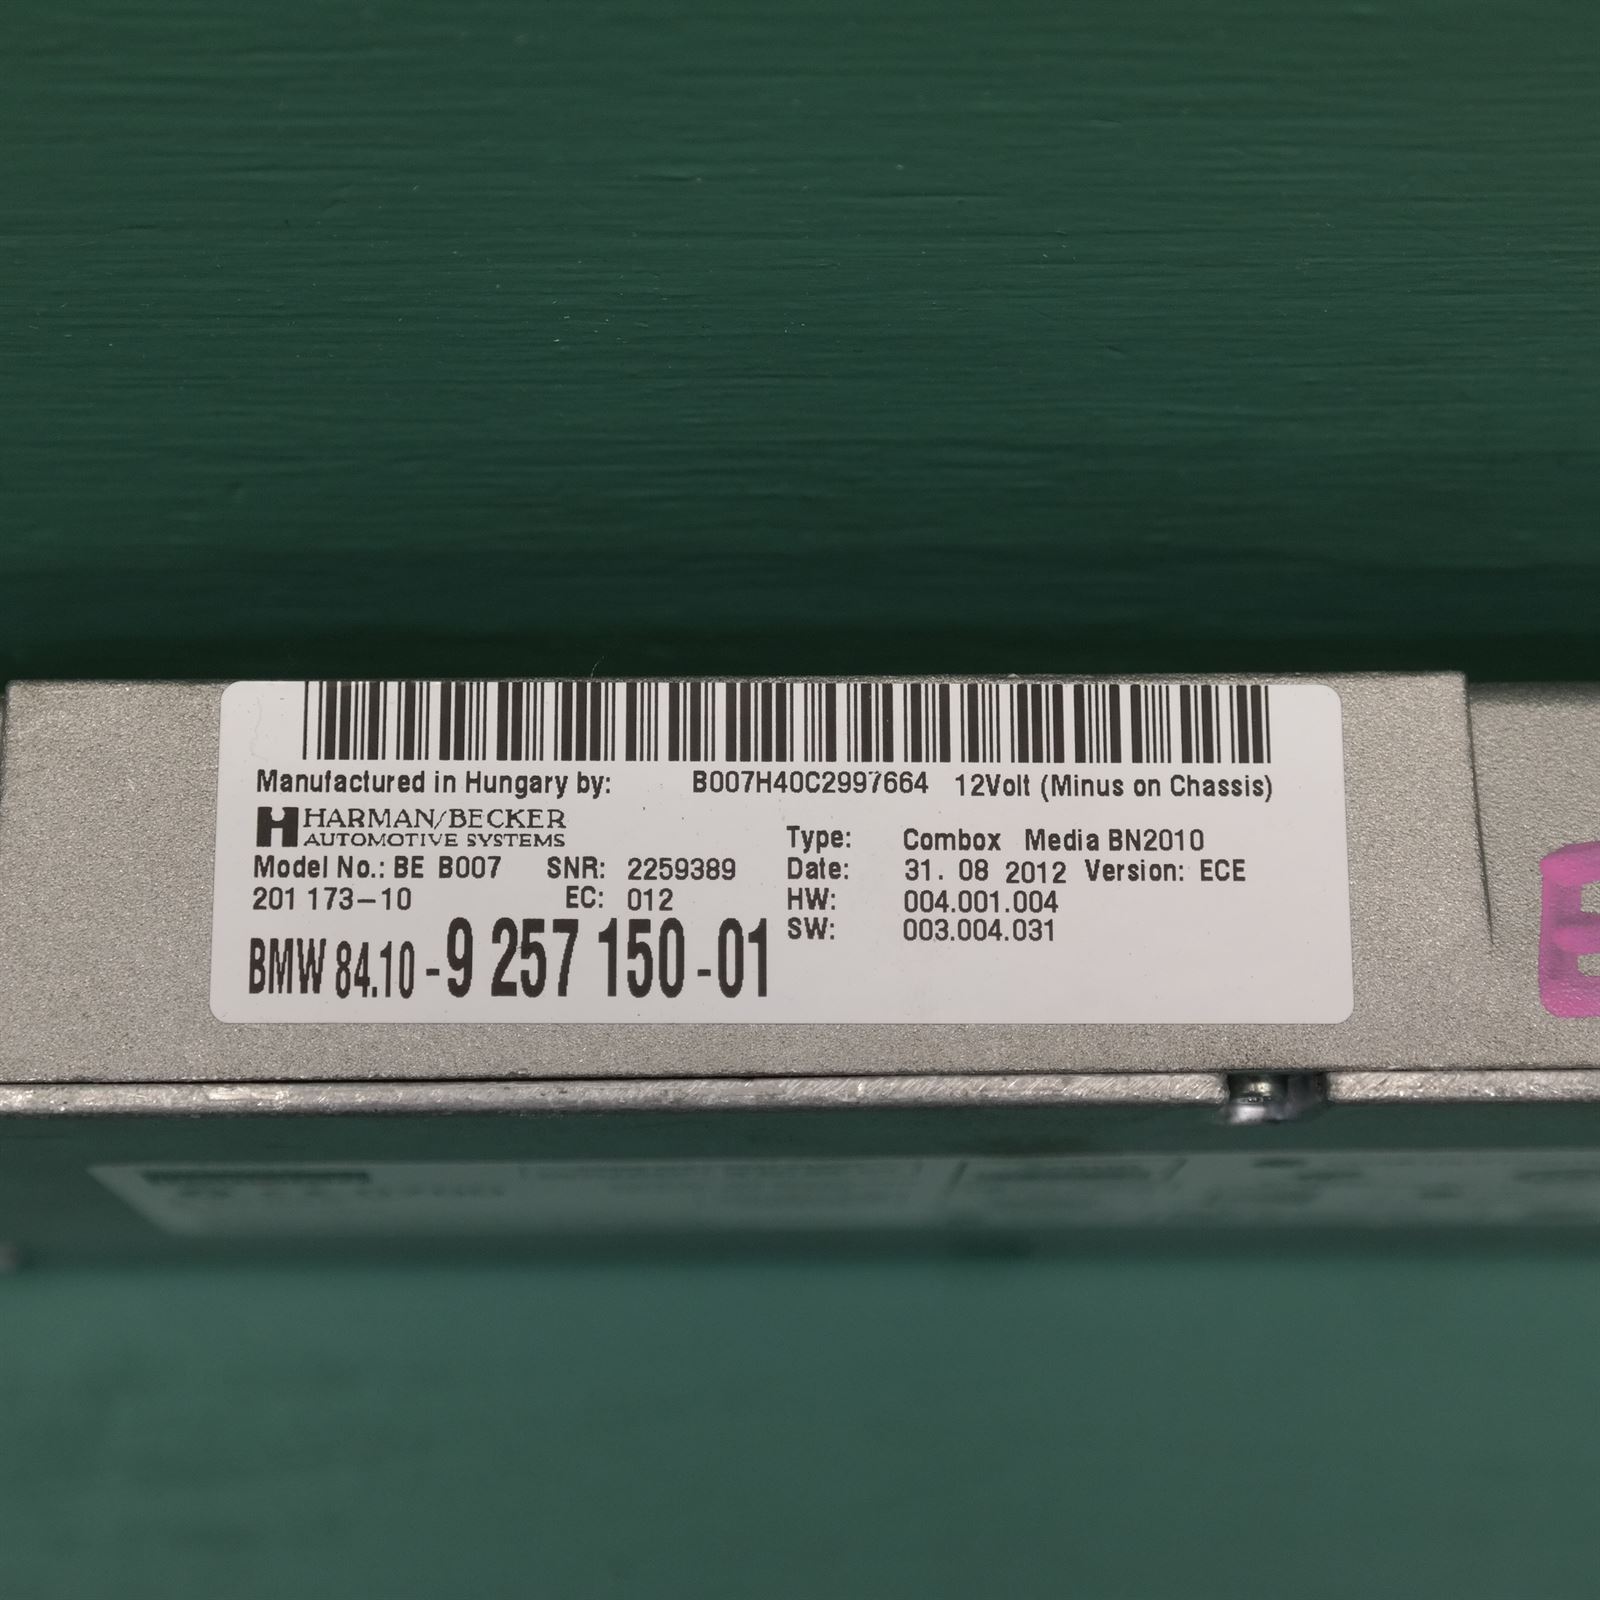 Manufactured in Hungary by: B007H40C2997664 12Volt (Minus on Chassis)
HARMAN/BECKER
AUTOMOTIVE SYSTEMS
Type: Combox Media BN2010
Model No.: BE B007 SNR: 2259389 Date: 31. 08 2012 Version: ECE
201 173-10 EC: 012 HW: 004.001.004
SW: 003.004.031
BMW 84.10-9 257 150-01